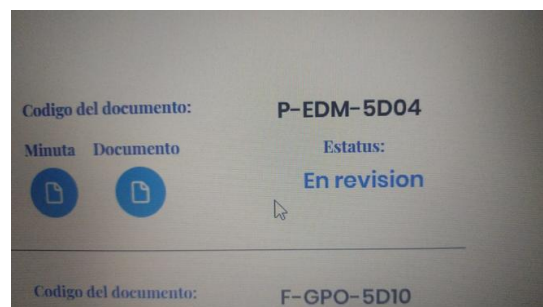 Codigo del documento: P-EDM-5D04
Minuta Documento Estatus:
En revision
Codigo del documento: F-GPO-5D10